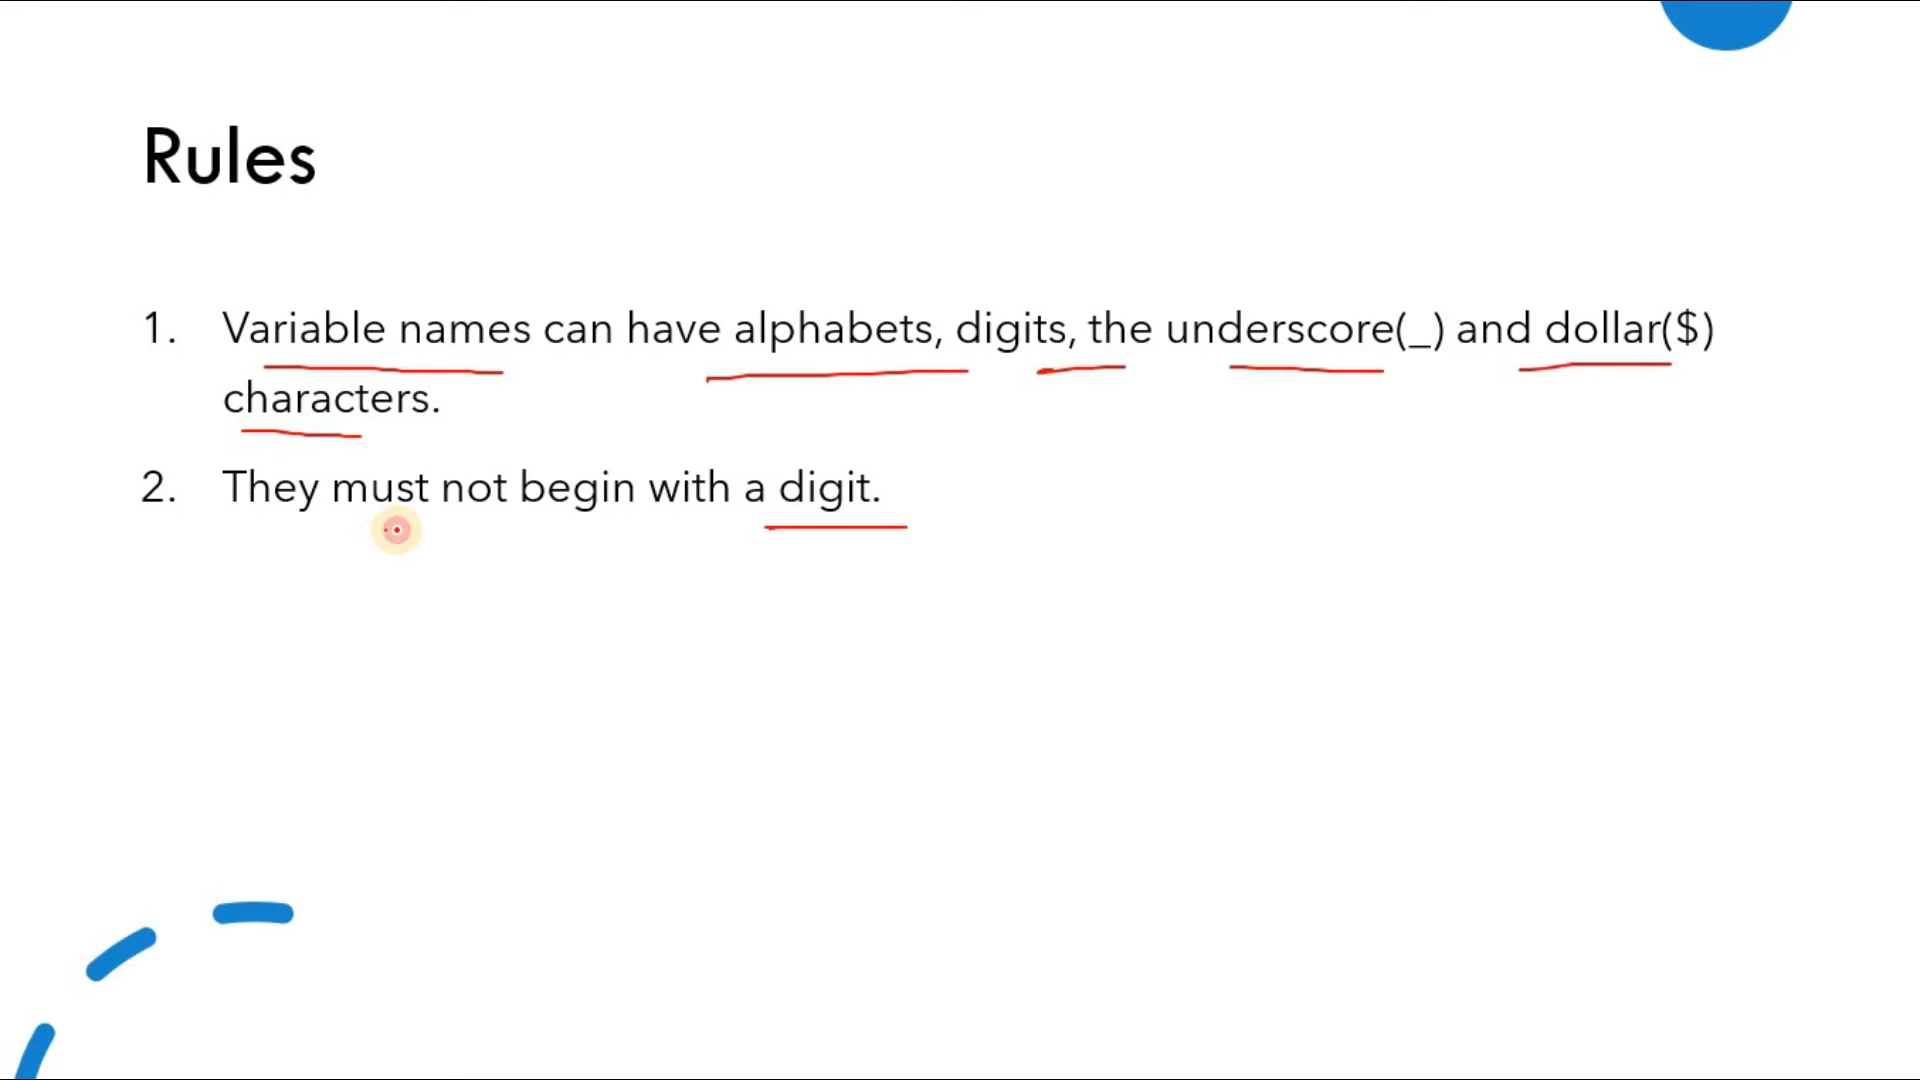 Rules
1. Variable names can have alphabets, digits, the underscore(_) and dollar($)
characters.
2. They must not begin with a digit.